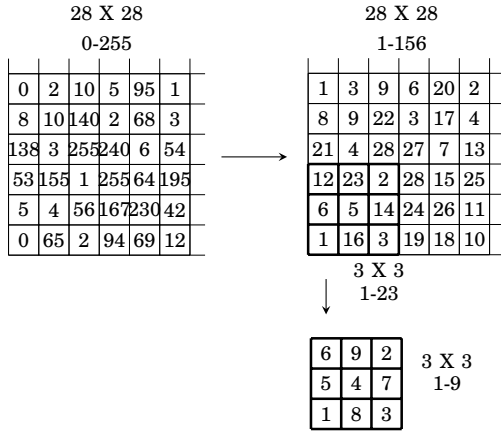 28 X 28
0-255
0 2 10 5 95 1
8 10 140 2 68 3
138 3 255 240 6 54
53 155 1 255 64 195
5 4 56 167 230 42
0 65 2 94 69 12
28 X 28
1-156
1 3 9 6 20 2
8 9 22 3 17 4
21 4 28 27 7 13
12 23 2 28 15 25
6 5 14 24 26 11
1 16 3 19 18 10
3 X 3
1-23
6 9 2
5 4 7
1 8 3
3 X 3
1-9